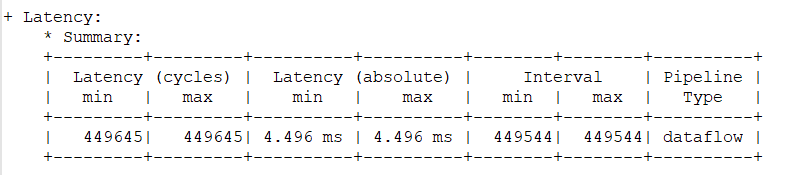 + Latency:
    * Summary:
    +---------+---------+----------+----------+--------+--------+----------+
    |  Latency (cycles) |  Latency (absolute) |     Interval    | Pipeline |
    |   min   |   max   |    min   |    max   |   min  |   max  |   Type   |
    +---------+---------+----------+----------+--------+--------+----------+
    |   449645|   449645| 4.496 ms | 4.496 ms |  449544|  449544| dataflow |
    +---------+---------+----------+----------+--------+--------+----------+